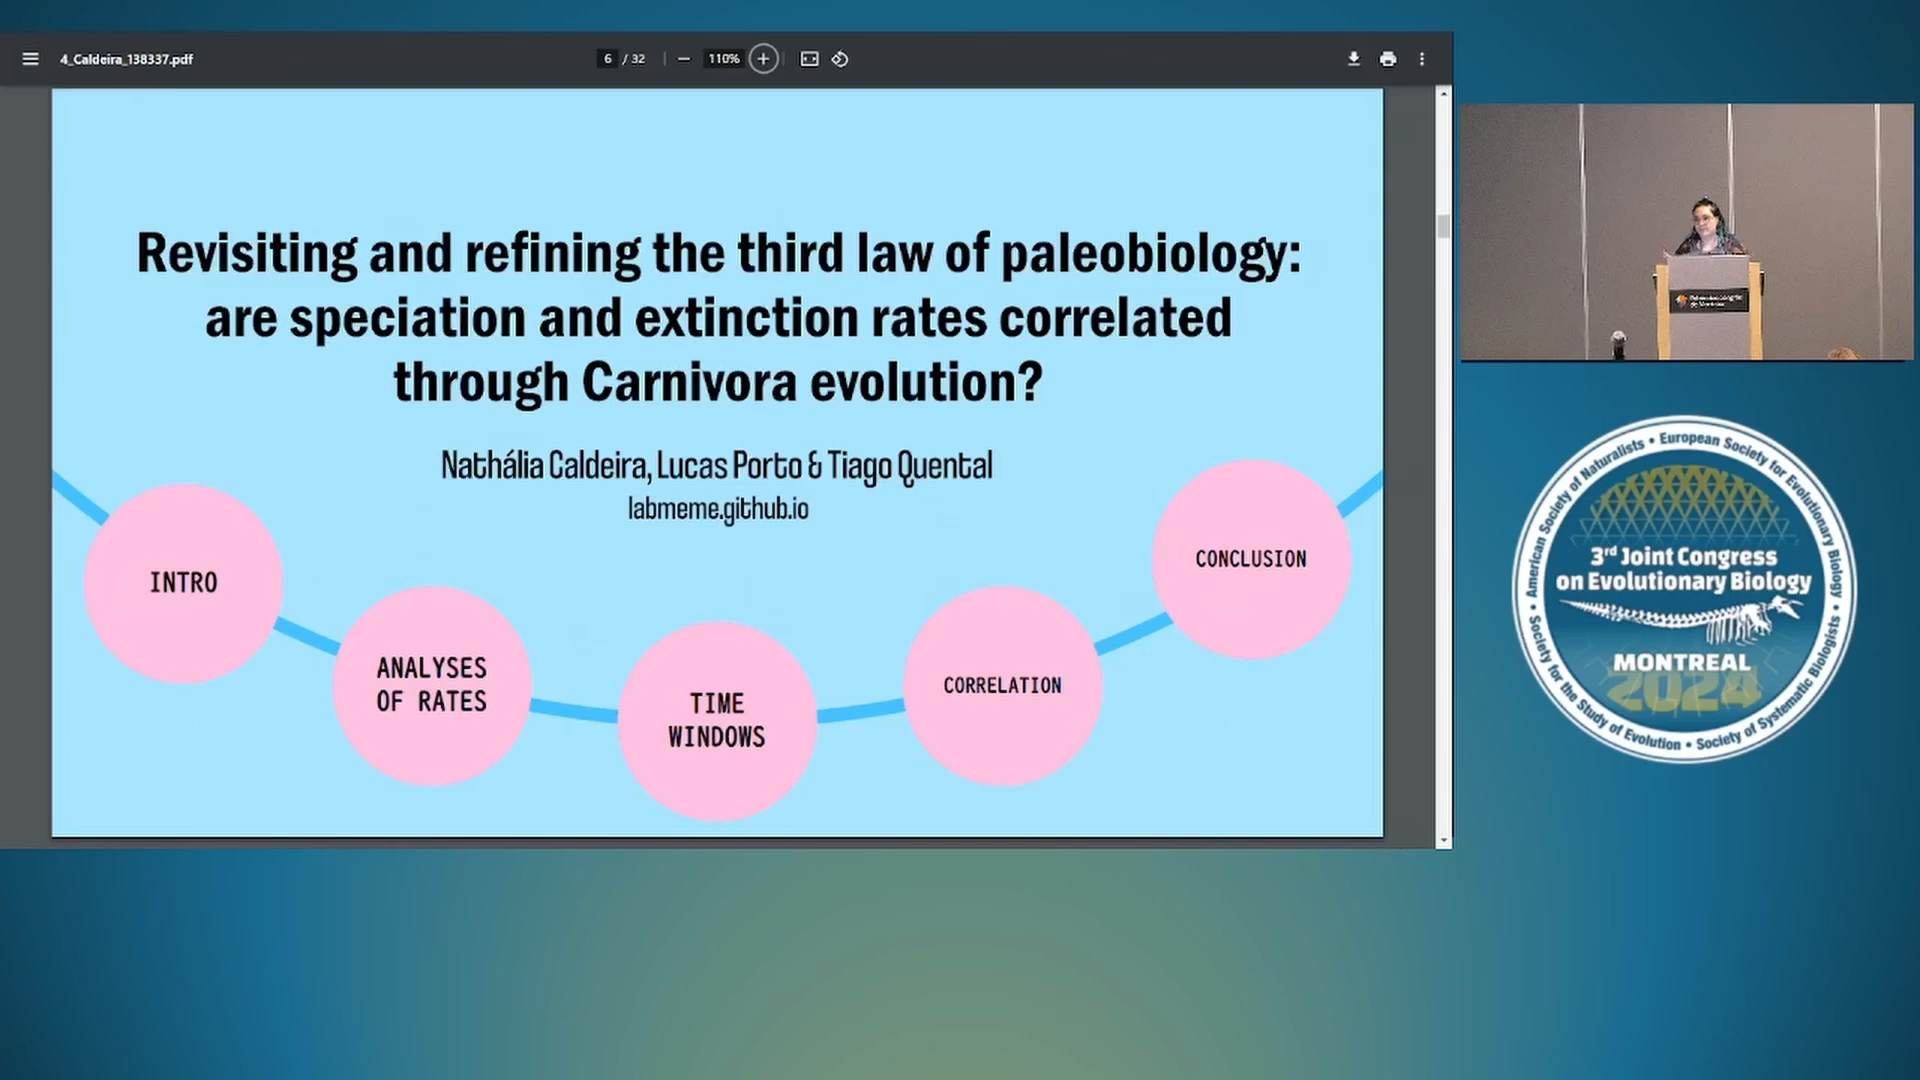 4_Caldeira_138337.pdf
6 / 32
110%
Revisiting and refining the third law of paleobiology:
are speciation and extinction rates correlated
through Carnivora evolution?
Nathália Caldeira, Lucas Porto & Tiago Quental
labmeme.github.io
INTRO
ANALYSES
OF RATES
TIME
WINDOWS
CORRELATION
CONCLUSION
American Society of Naturalists • European Society for Evolutionary Biology •
Society of Systematic Biologists • Society for the Study of Evolution •
3rd Joint Congress
on Evolutionary Biology
MONTREAL
2024